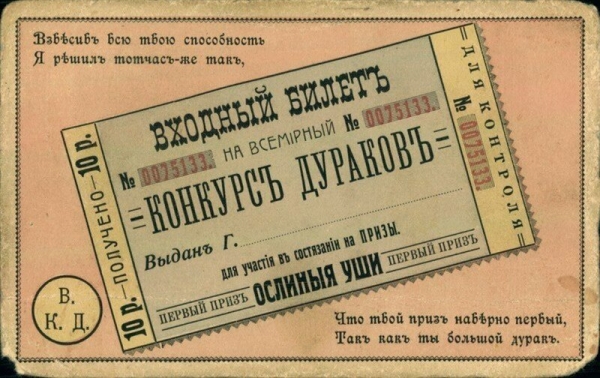 Взвѣсивъ всю твою способность
Я рѣшилъ тотчасъ-же такъ,
ВХОДНЫЙ БИЛЕТЪ
№ 0075133. НА ВСЕМІРНЫЙ № 0075133.
КОНКУРСЪ ДУРАКОВЪ
Выданъ Г.
для участія въ состязаніи на ПРИЗЫ.
ПЕРВЫЙ ПРИЗЪ ОСЛИНЫЯ УШИ ПЕРВЫЙ ПРИЗЪ
10 р. — ПОЛУЧЕНО — 10 р.
ДЛЯ КОНТРОЛЯ
№ 0075133.
В.
К. Д.
Что твой призъ навѣрно первый,
Такъ какъ ты большой дуракъ.